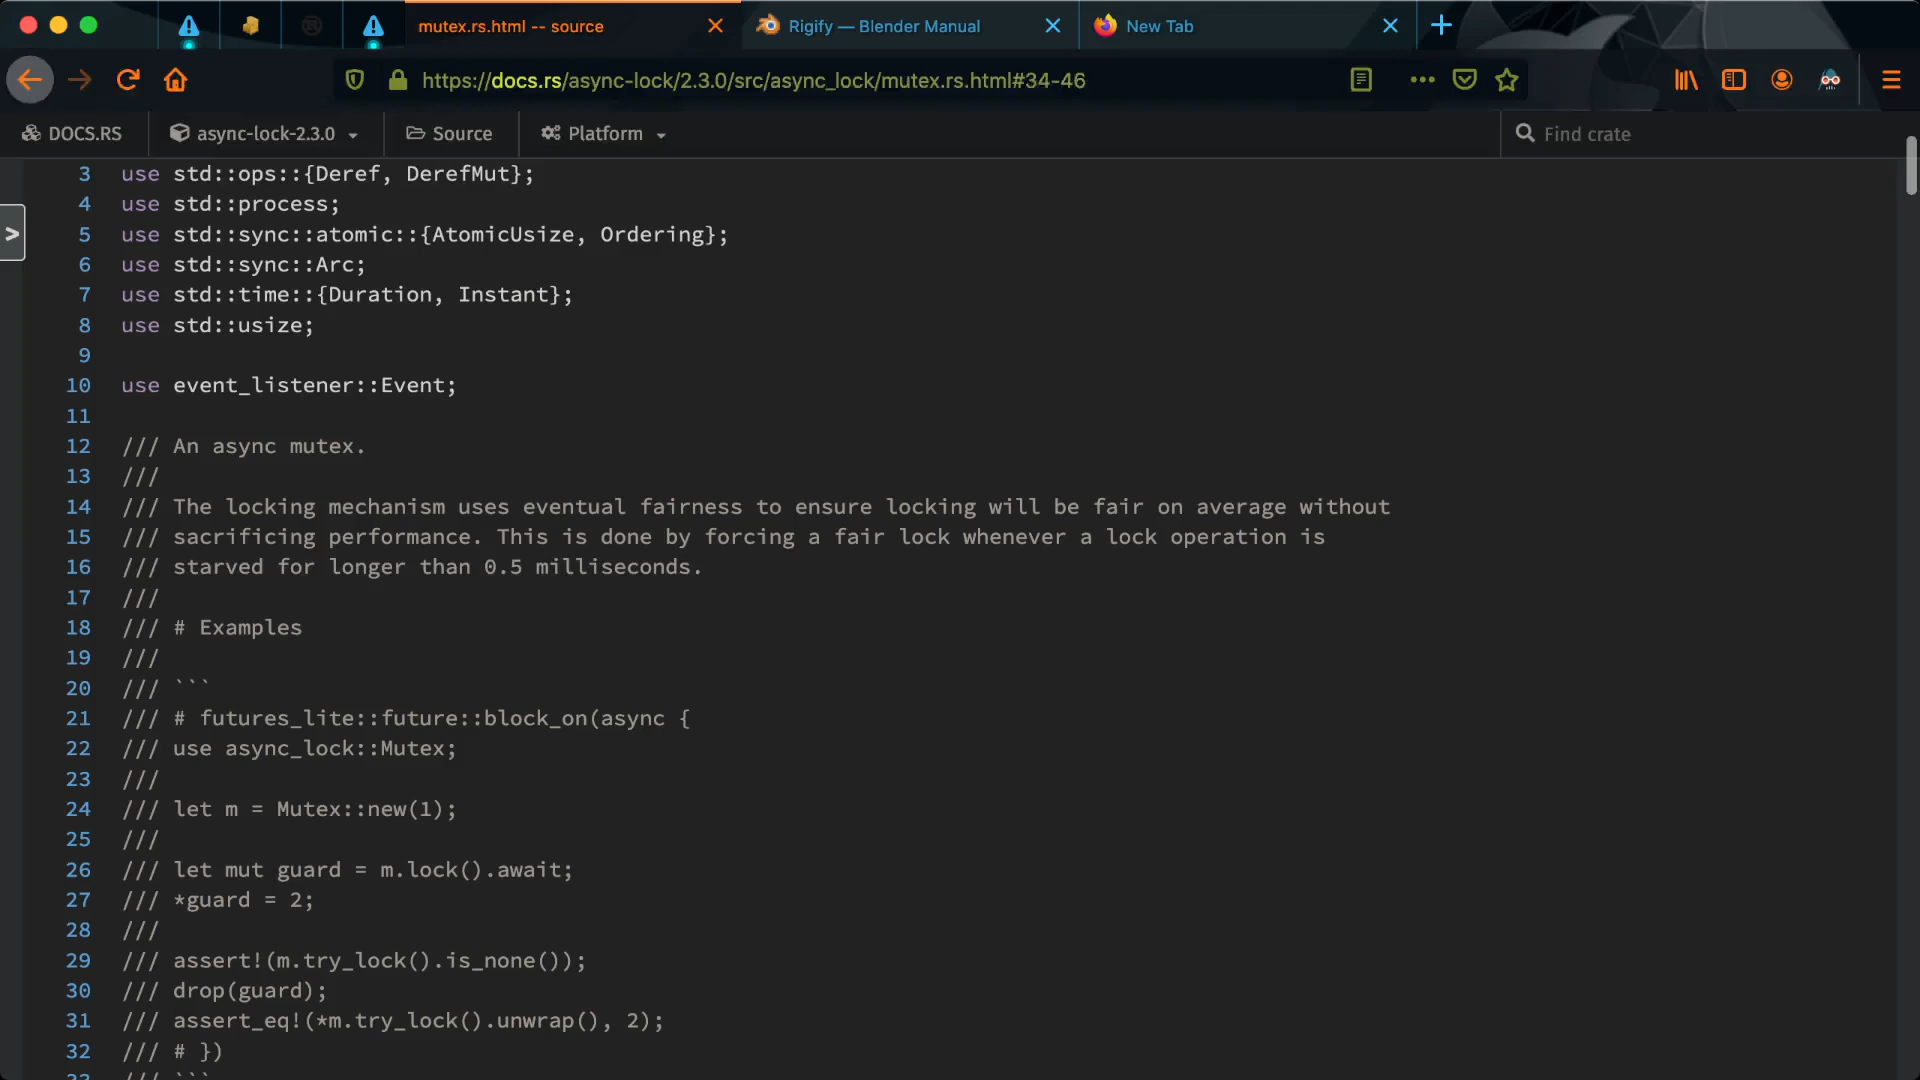 mutex.rs.html -- source
Rigify — Blender Manual
New Tab
https://docs.rs/async-lock/2.3.0/src/async_lock/mutex.rs.html#34-46
DOCS.RS
async-lock-2.3.0
Source
Platform
Find crate
>
3 use std::ops::{Deref, DerefMut};
4 use std::process;
5 use std::sync::atomic::{AtomicUsize, Ordering};
6 use std::sync::Arc;
7 use std::time::{Duration, Instant};
8 use std::usize;
9
10 use event_listener::Event;
11
12 /// An async mutex.
13 ///
14 /// The locking mechanism uses eventual fairness to ensure locking will be fair on average without
15 /// sacrificing performance. This is done by forcing a fair lock whenever a lock operation is
16 /// starved for longer than 0.5 milliseconds.
17 ///
18 /// # Examples
19 ///
20 /// ```
21 /// # futures_lite::future::block_on(async {
22 /// use async_lock::Mutex;
23 ///
24 /// let m = Mutex::new(1);
25 ///
26 /// let mut guard = m.lock().await;
27 /// *guard = 2;
28 ///
29 /// assert!(m.try_lock().is_none());
30 /// drop(guard);
31 /// assert_eq!(*m.try_lock().unwrap(), 2);
32 /// # })
33 /// ```